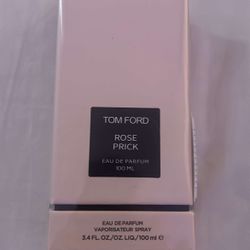 TOM FORD
ROSE
PRICK
EAU DE PARFUM
100 ML
EAU DE PARFUM
VAPORISATEUR SPRAY
3.4 FL.OZ./OZ. LIQ./100 ml ℮